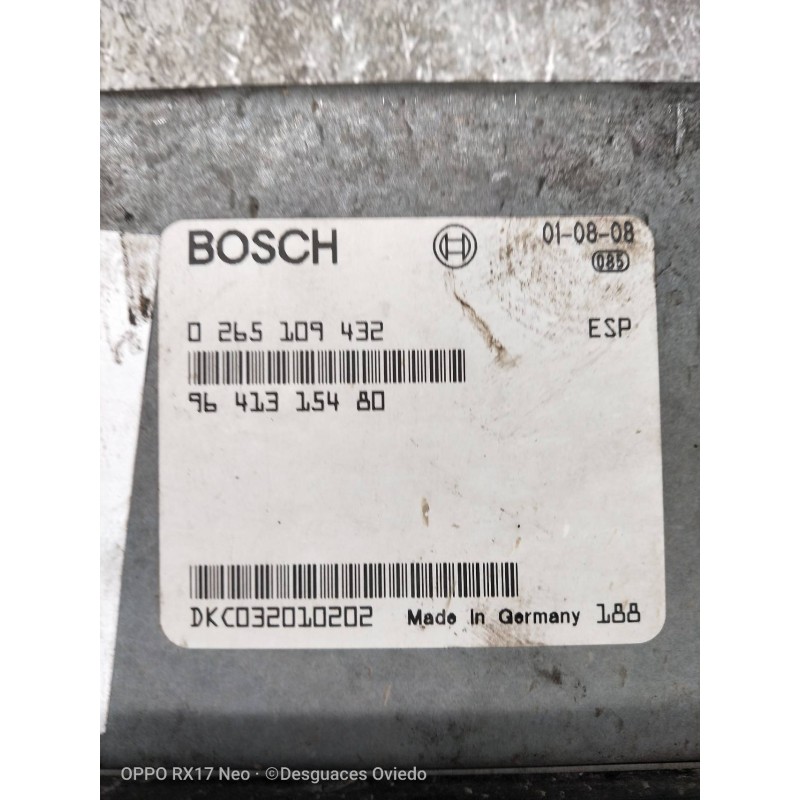 BOSCH 01-08-08
085
0 265 109 432 ESP
96 413 154 80
DKC032010202 Made in Germany 188
OPPO RX17 Neo · ©Desguaces Oviedo